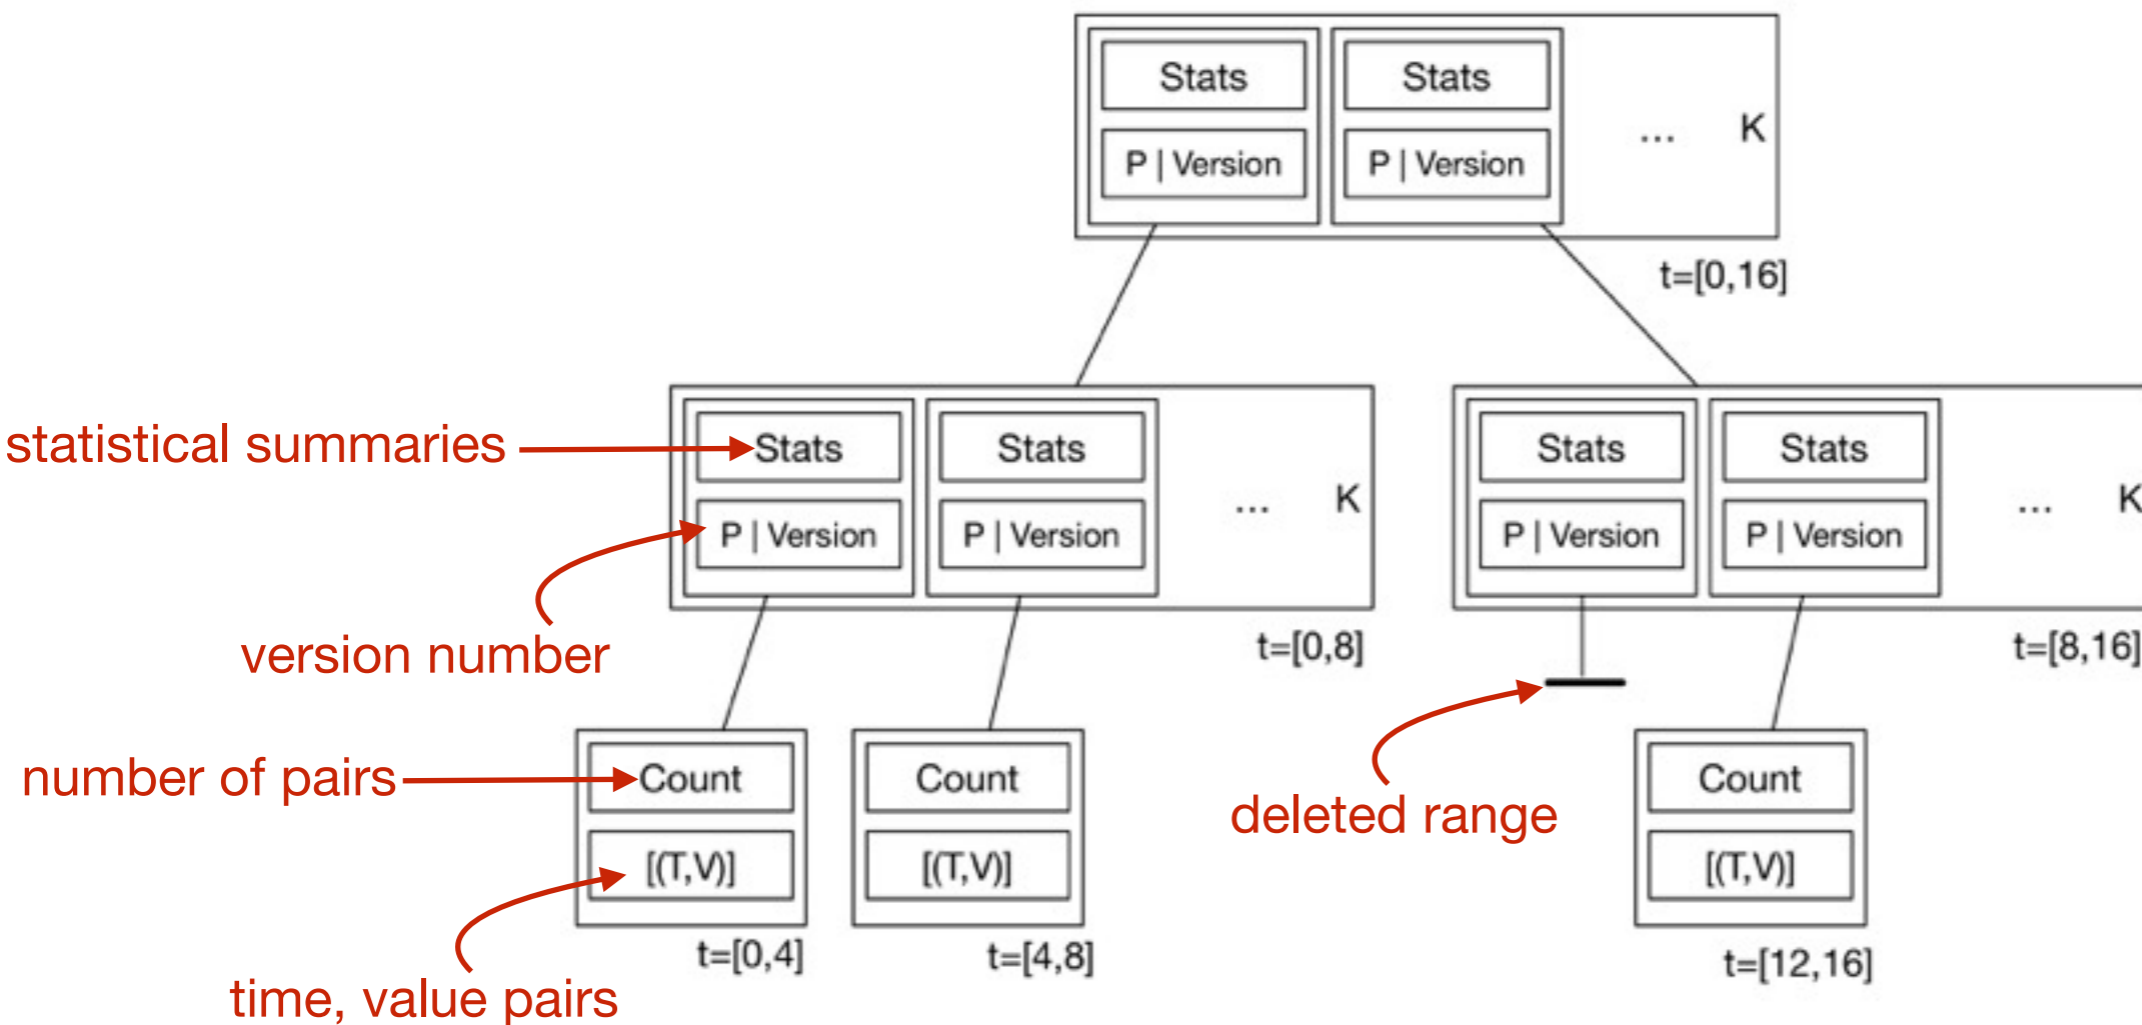 Stats Stats
... K
P | Version P | Version
t=[0,16]
statistical summaries
Stats Stats
Stats Stats
... K
... K
P | Version P | Version
P | Version P | Version
version number
t=[0,8]
t=[8,16]
number of pairs
Count
Count
deleted range
Count
[(T,V)]
[(T,V)]
[(T,V)]
t=[0,4]
t=[4,8]
t=[12,16]
time, value pairs